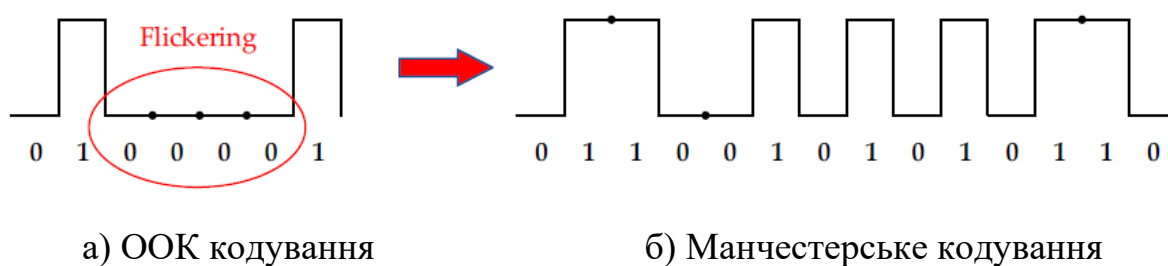 Flickering
0 1 0 0 0 0 1
0 1 1 0 0 1 0 1 0 1 0 1 1 0
а) ООК кодування
б) Манчестерське кодування